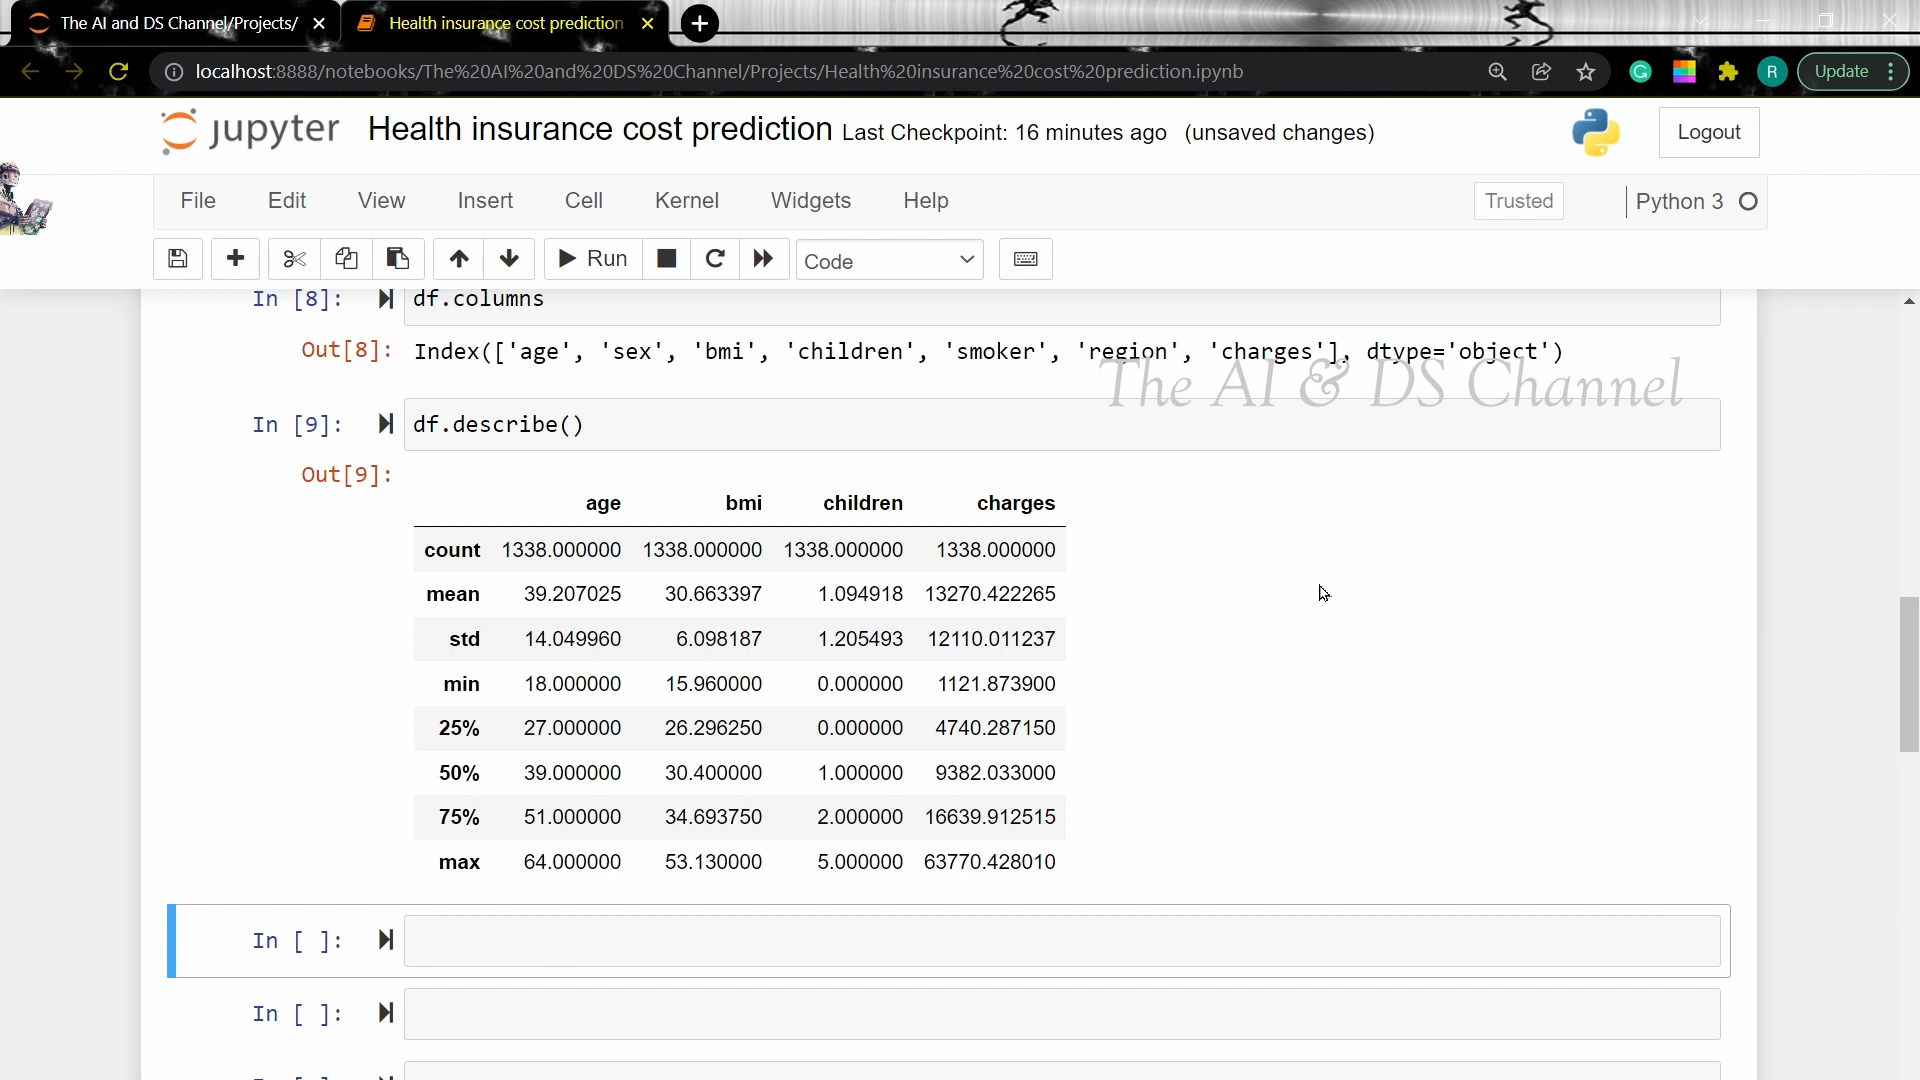 The AI and DS Channel/Projects/
Health insurance cost prediction
localhost:8888/notebooks/The%20AI%20and%20DS%20Channel/Projects/Health%20insurance%20cost%20prediction.ipynb
R
Update
jupyter Health insurance cost prediction Last Checkpoint: 16 minutes ago (unsaved changes)
Logout
File Edit View Insert Cell Kernel Widgets Help
Trusted
Python 3
Run
Code
In [8]: df.columns
Out[8]: Index(['age', 'sex', 'bmi', 'children', 'smoker', 'region', 'charges'], dtype='object')
The AI & DS Channel
In [9]: df.describe()
Out[9]:
age bmi children charges
count 1338.000000 1338.000000 1338.000000 1338.000000
mean 39.207025 30.663397 1.094918 13270.422265
std 14.049960 6.098187 1.205493 12110.011237
min 18.000000 15.960000 0.000000 1121.873900
25% 27.000000 26.296250 0.000000 4740.287150
50% 39.000000 30.400000 1.000000 9382.033000
75% 51.000000 34.693750 2.000000 16639.912515
max 64.000000 53.130000 5.000000 63770.428010
In [ ]:
In [ ]: